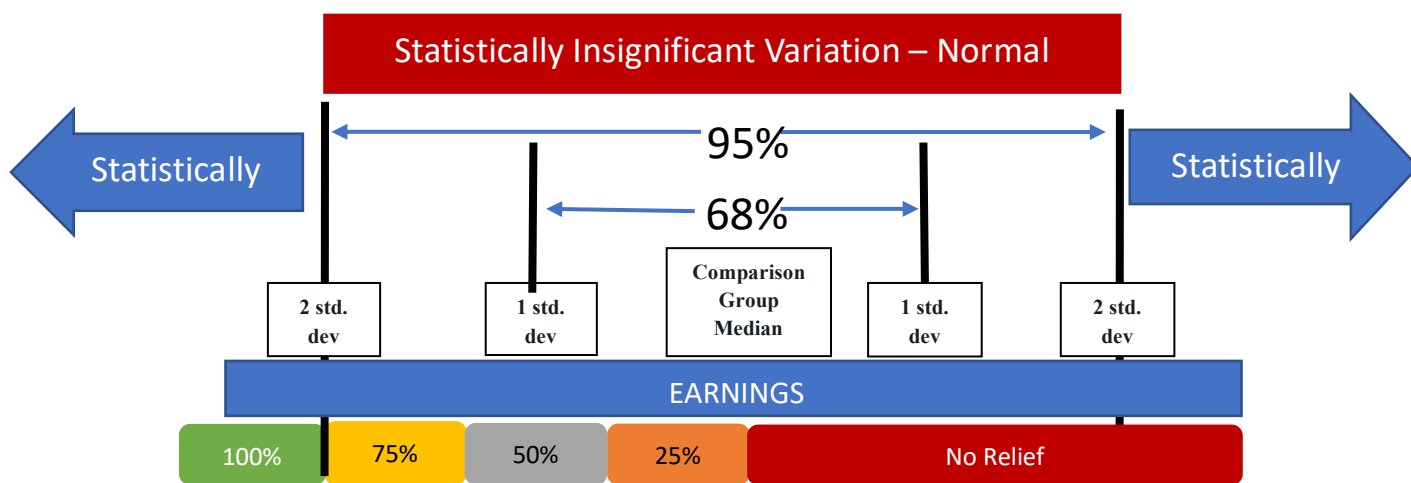 Statistically Insignificant Variation – Normal
Statistically
95%
Statistically
68%
2 std.
dev
1 std.
dev
Comparison
Group
Median
1 std.
dev
2 std.
dev
EARNINGS
100%
75%
50%
25%
No Relief